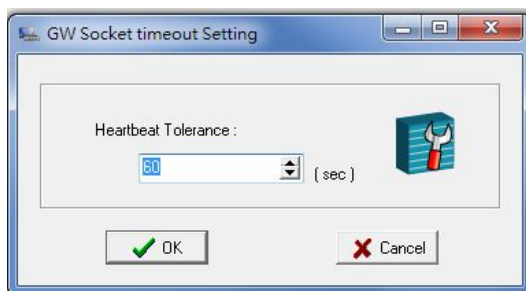 GW Socket timeout Setting
Heartbeat Tolerance :
60
( sec )
OK
Cancel